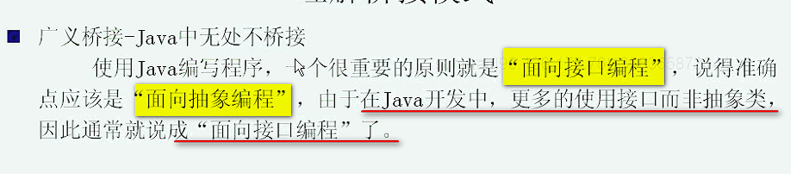 广义桥接-Java中无处不桥接
使用Java编写程序，一个很重要的原则就是“面向接口编程”，说得准确
点应该是“面向抽象编程”，由于在Java开发中，更多的使用接口而非抽象类，
因此通常就说成“面向接口编程”了。